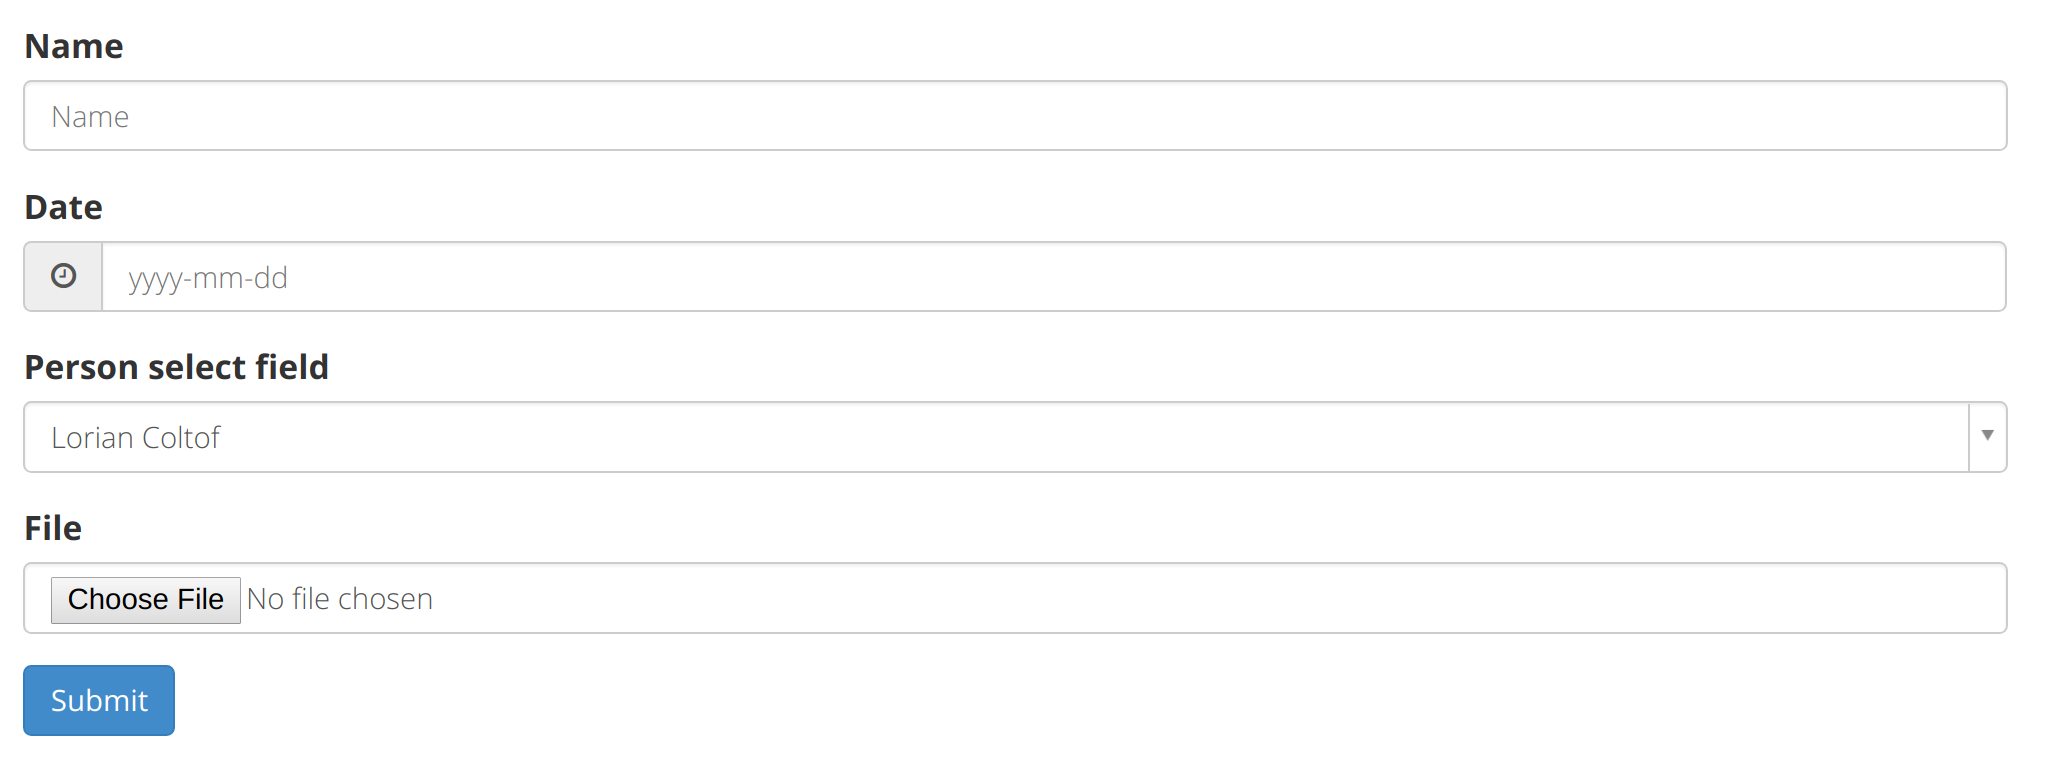 Name
Name
Date
yyyy-mm-dd
Person select field
Lorian Coltof
File
Choose File No file chosen
Submit